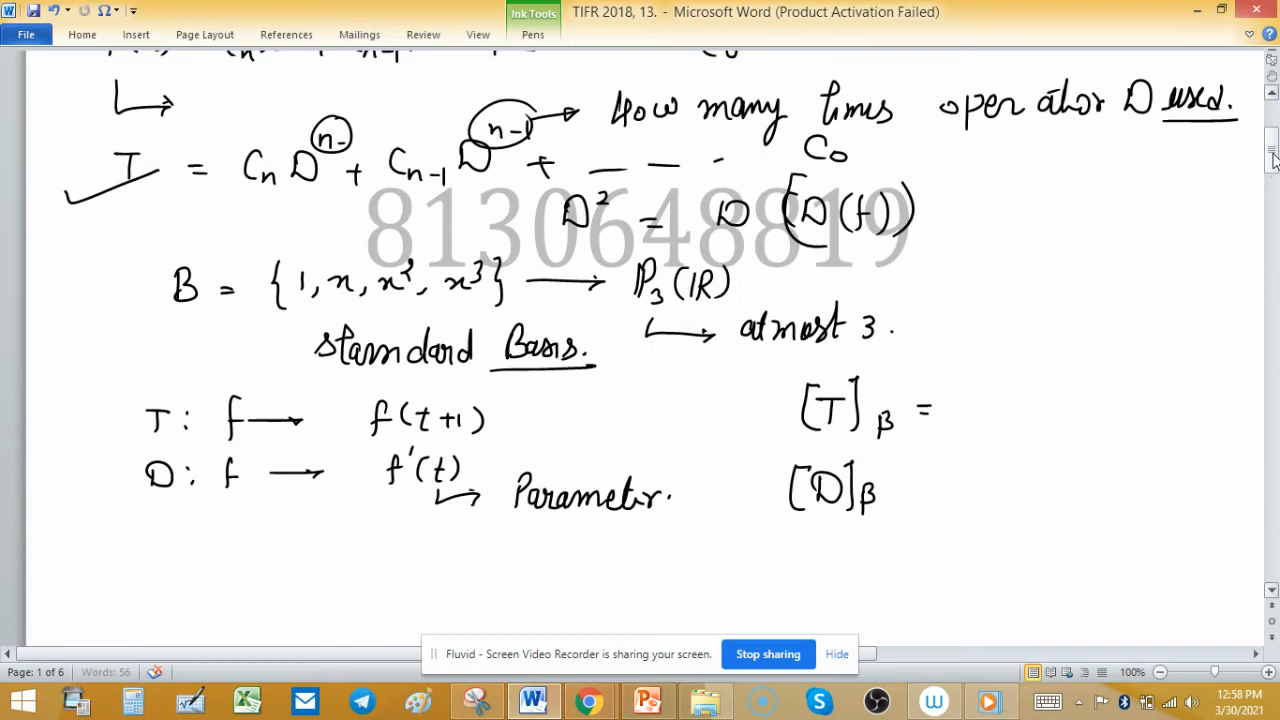 Ink Tools
TIFR 2018, 13. - Microsoft Word (Product Activation Failed)
File Home Insert Page Layout References Mailings Review View Pens
How many times operator D used.
T = CnD^n- + Cn-1D^n-1 + _ _ - C0
D² = D (D(f))
8130648819
B = {1, x, x², x³} → P3(IR)
standard Basis. ↳ atmost 3.
T : f → f(t+1) [T]β =
D : f → f'(t) [D]β
↳ Parameter.
Fluvid - Screen Video Recorder is sharing your screen. Stop sharing Hide
Page: 1 of 6 Words: 56 100%
12:58 PM
3/30/2021